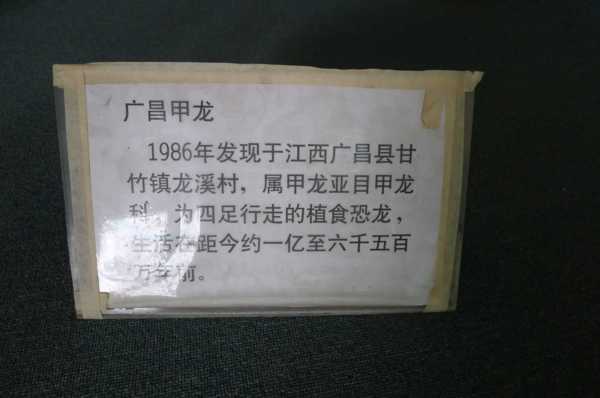 广昌甲龙
1986年发现于江西广昌县甘
竹镇龙溪村，属甲龙亚目甲龙
科，为四足行走的植食恐龙，
生活在距今约一亿至六千五百
万年前。